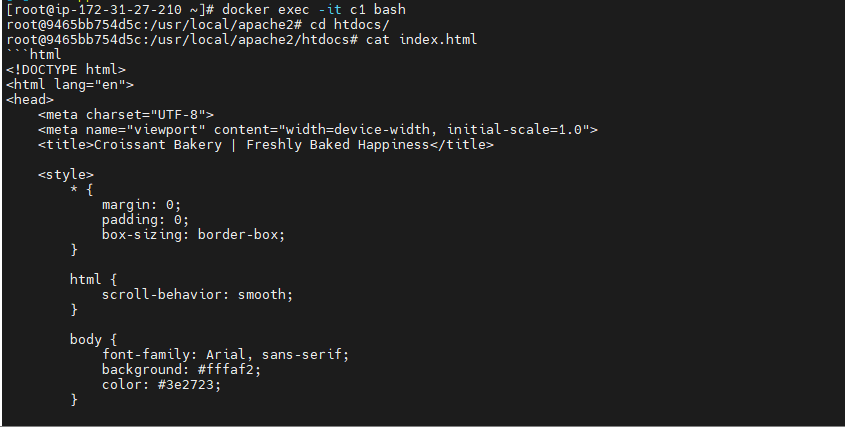 [root@ip-172-31-27-210 ~]# docker exec -it c1 bash
root@9465bb754d5c:/usr/local/apache2# cd htdocs/
root@9465bb754d5c:/usr/local/apache2/htdocs# cat index.html
```html
<!DOCTYPE html>
<html lang="en">
<head>
    <meta charset="UTF-8">
    <meta name="viewport" content="width=device-width, initial-scale=1.0">
    <title>Croissant Bakery | Freshly Baked Happiness</title>

    <style>
        * {
            margin: 0;
            padding: 0;
            box-sizing: border-box;
        }

        html {
            scroll-behavior: smooth;
        }

        body {
            font-family: Arial, sans-serif;
            background: #fffaf2;
            color: #3e2723;
        }